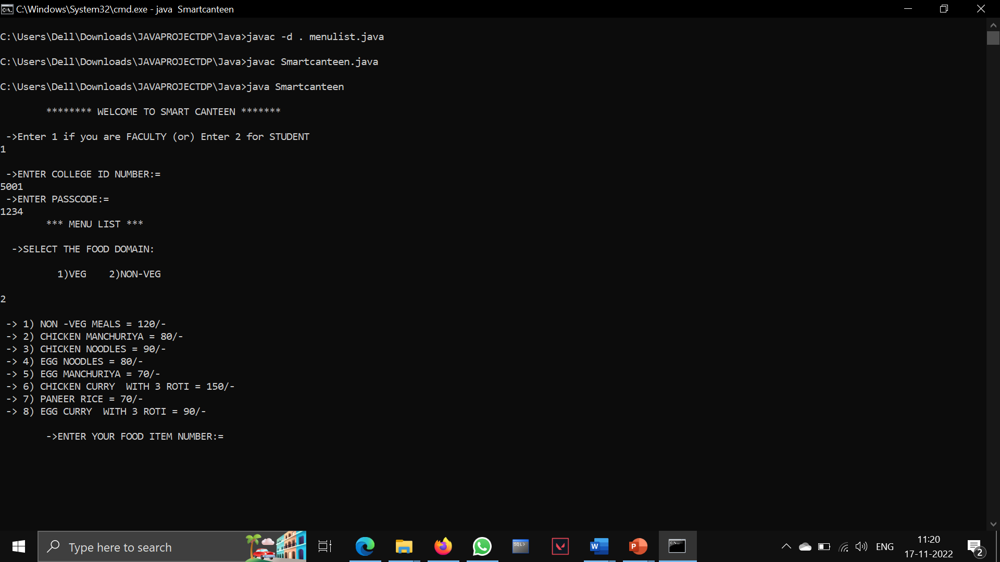 C:\Windows\System32\cmd.exe - java  Smartcanteen
C:\Users\Dell\Downloads\JAVAPROJECTDP\Java>javac -d . menulist.java
C:\Users\Dell\Downloads\JAVAPROJECTDP\Java>javac Smartcanteen.java
C:\Users\Dell\Downloads\JAVAPROJECTDP\Java>java Smartcanteen
******** WELCOME TO SMART CANTEEN *******
->Enter 1 if you are FACULTY (or) Enter 2 for STUDENT
1
->ENTER COLLEGE ID NUMBER:=
5001
->ENTER PASSCODE:=
1234
*** MENU LIST ***
->SELECT THE FOOD DOMAIN:
1)VEG    2)NON-VEG
2
-> 1) NON -VEG MEALS = 120/-
-> 2) CHICKEN MANCHURIYA = 80/-
-> 3) CHICKEN NOODLES = 90/-
-> 4) EGG NOODLES = 80/-
-> 5) EGG MANCHURIYA = 70/-
-> 6) CHICKEN CURRY  WITH 3 ROTI = 150/-
-> 7) PANEER RICE = 70/-
-> 8) EGG CURRY  WITH 3 ROTI = 90/-
->ENTER YOUR FOOD ITEM NUMBER:=
Type here to search
SQL>
W
P
C:\.
ENG
11:20
17-11-2022
2